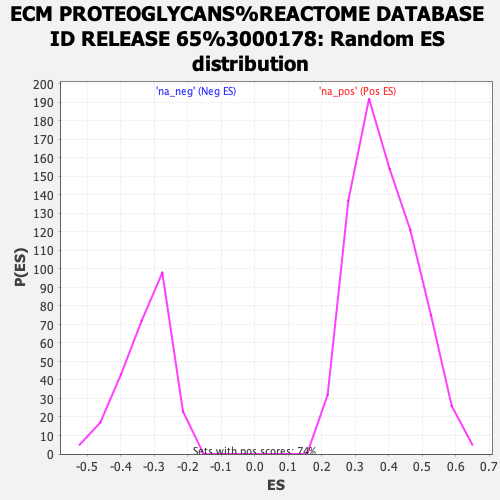 ECM PROTEOGLYCANS%REACTOME DATABASE
ID RELEASE 65%3000178: Random ES
distribution
'na_neg' (Neg ES) 'na_pos' (Pos ES)
200
190
180
170
160
150
140
130
120
110
100
90
80
70
60
50
40
30
20
10
0
P(ES)
Sets with pos scores: 74%
-0.5 -0.4 -0.3 -0.2 -0.1 0.0 0.1 0.2 0.3 0.4 0.5 0.6 0.7
ES